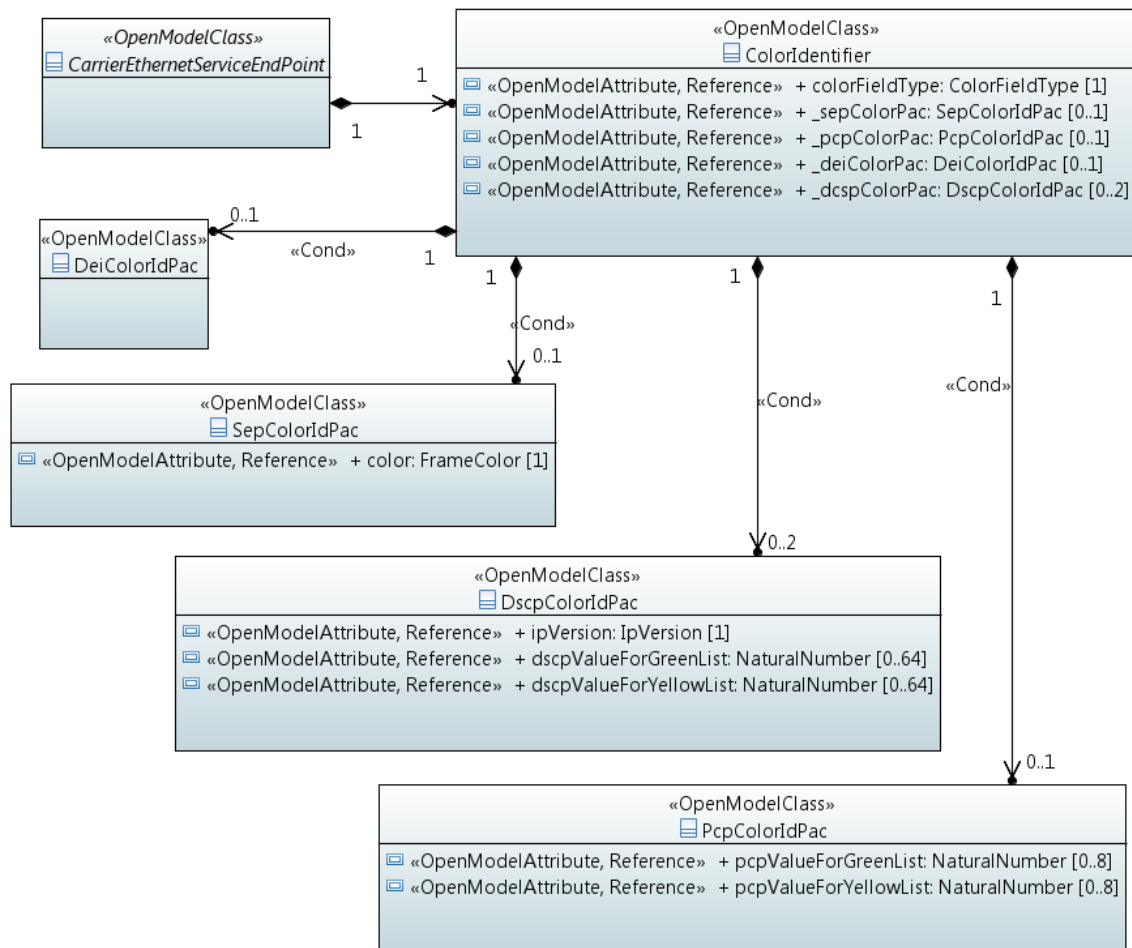 «OpenModelClass»
CarrierEthernetServiceEndPoint
«OpenModelClass»
ColorIdentifier
«OpenModelAttribute, Reference» + colorFieldType: ColorFieldType [1]
«OpenModelAttribute, Reference» + _sepColorPac: SepColorIdPac [0..1]
«OpenModelAttribute, Reference» + _pcpColorPac: PcpColorIdPac [0..1]
«OpenModelAttribute, Reference» + _deiColorPac: DeiColorIdPac [0..1]
«OpenModelAttribute, Reference» + _dcspColorPac: DscpColorIdPac [0..2]
1
1
0..1
«Cond»
1
«OpenModelClass»
DeiColorIdPac
1
«Cond»
0..1
1
«Cond»
0..2
1
«Cond»
0..1
«OpenModelClass»
SepColorIdPac
«OpenModelAttribute, Reference» + color: FrameColor [1]
«OpenModelClass»
DscpColorIdPac
«OpenModelAttribute, Reference» + ipVersion: IpVersion [1]
«OpenModelAttribute, Reference» + dscpValueForGreenList: NaturalNumber [0..64]
«OpenModelAttribute, Reference» + dscpValueForYellowList: NaturalNumber [0..64]
«OpenModelClass»
PcpColorIdPac
«OpenModelAttribute, Reference» + pcpValueForGreenList: NaturalNumber [0..8]
«OpenModelAttribute, Reference» + pcpValueForYellowList: NaturalNumber [0..8]